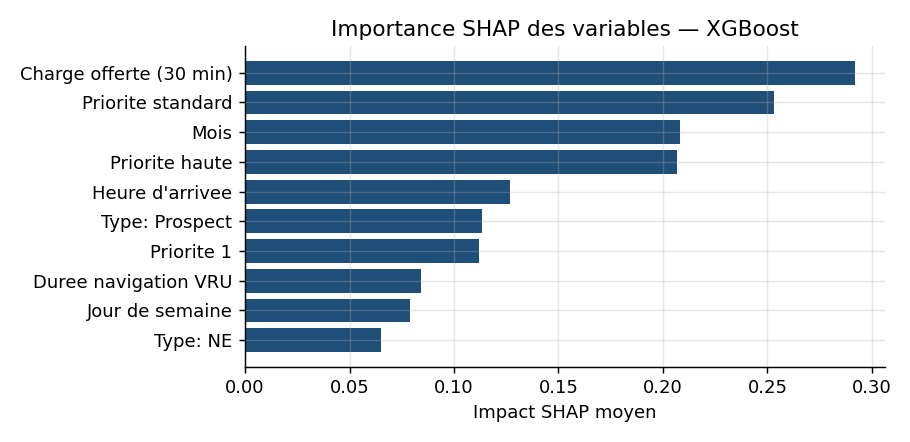 Importance SHAP des variables — XGBoost
Charge offerte (30 min)
Priorite standard
Mois
Priorite haute
Heure d'arrivee
Type: Prospect
Priorite 1
Duree navigation VRU
Jour de semaine
Type: NE
0.00 0.05 0.10 0.15 0.20 0.25 0.30
Impact SHAP moyen